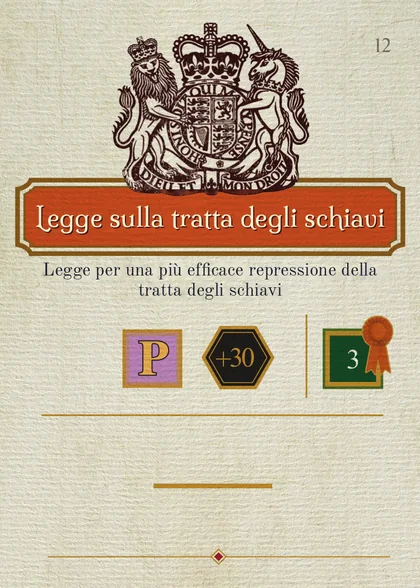 12
DIEU ET MON DROIT
Legge sulla tratta degli schiavi
Legge per una più efficace repressione della
tratta degli schiavi
P
+30
3